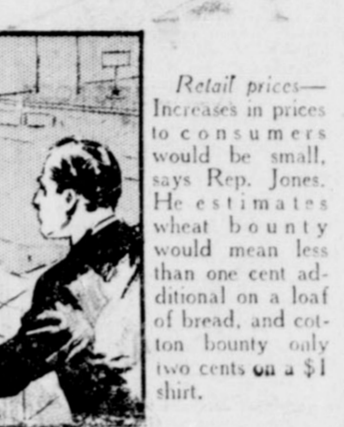 Retail prices—
Increases in prices
to consumers
would be small,
says Rep. Jones.
He estimates
wheat bounty
would mean less
than one cent ad-
ditional on a loaf
of bread, and cot-
ton bounty only
two cents on a $1
shirt.